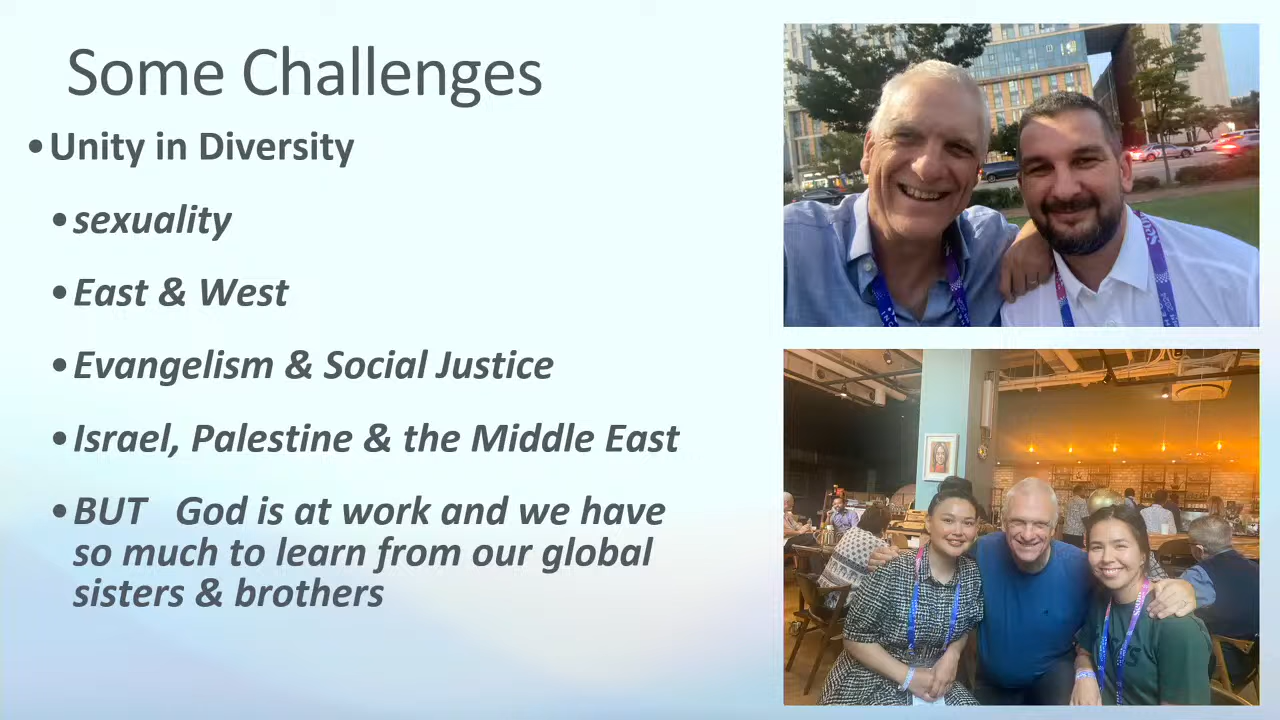 Some Challenges
•Unity in Diversity
•sexuality
•East & West
•Evangelism & Social Justice
•Israel, Palestine & the Middle East
•BUT   God is at work and we have
so much to learn from our global
sisters & brothers